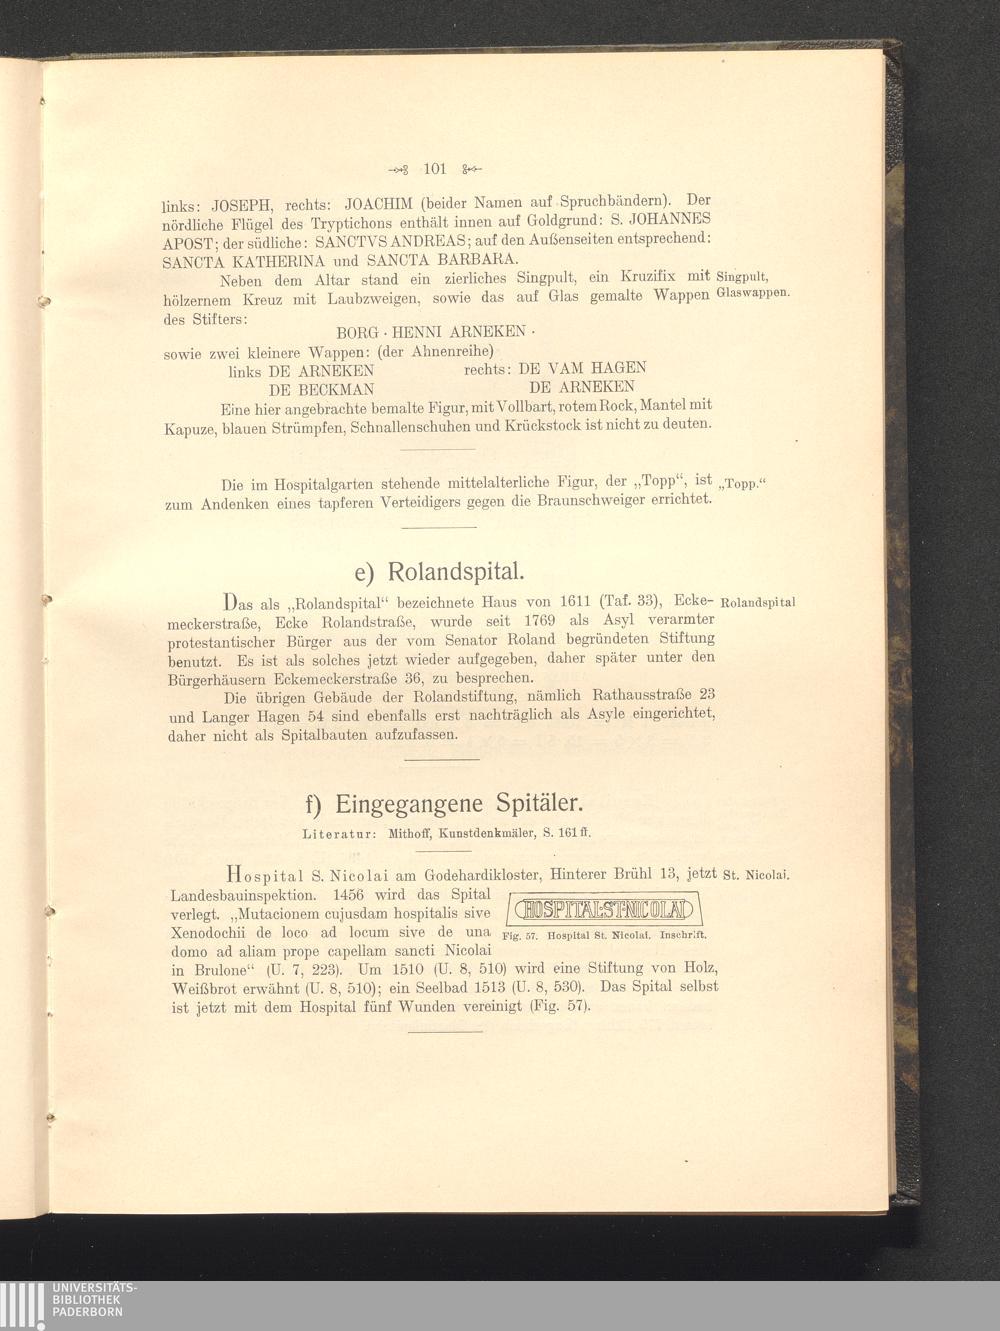 101
links: JOSEPH, rechts: JOACHIM (beider Namen auf Spruchbändern). Der
nördliche Flügel des Tryptichons enthält innen auf Goldgrund: S. JOHANNES
APOST; der südliche: SANCTVS ANDREAS; auf den Außenseiten entsprechend:
SANCTA KATHERINA und SANCTA BARBARA.
Neben dem Altar stand ein zierliches Singpult, ein Kruzifix mit
Singpult,
hölzernem Kreuz mit Laubzweigen, sowie das auf Glas gemalte Wappen
Glaswappen.
des Stifters:
BORG · HENNI ARNEKEN ·
sowie zwei kleinere Wappen: (der Ahnenreihe)
links DE ARNEKEN rechts: DE VAM HAGEN
DE BECKMAN DE ARNEKEN
Eine hier angebrachte bemalte Figur, mit Vollbart, rotem Rock, Mantel mit
Kapuze, blauen Strümpfen, Schnallenschuhen und Krückstock ist nicht zu deuten.
Die im Hospitalgarten stehende mittelalterliche Figur, der „Topp“, ist
„Topp.“
zum Andenken eines tapferen Verteidigers gegen die Braunschweiger errichtet.
e) Rolandspital.
Das als „Rolandspital“ bezeichnete Haus von 1611 (Taf. 33), Ecke-
Rolandspital
meckerstraße, Ecke Rolandstraße, wurde seit 1769 als Asyl verarmter
protestantischer Bürger aus der vom Senator Roland begründeten Stiftung
benutzt. Es ist als solches jetzt wieder aufgegeben, daher später unter den
Bürgerhäusern Eckemeckerstraße 36, zu besprechen.
Die übrigen Gebäude der Rolandstiftung, nämlich Rathausstraße 23
und Langer Hagen 54 sind ebenfalls erst nachträglich als Asyle eingerichtet,
daher nicht als Spitalbauten aufzufassen.
f) Eingegangene Spitäler.
Literatur: Mithoff, Kunstdenkmäler, S. 161 ff.
Hospital S. Nicolai am Godehardikloster, Hinterer Brühl 13, jetzt
St. Nicolai.
Landesbauinspektion. 1456 wird das Spital
verlegt. „Mutacionem cujusdam hospitalis sive
Xenodochii de loco ad locum sive de una
domo ad aliam prope capellam sancti Nicolai
HOSPITAL:ST:NICOLAI
Fig. 57. Hospital St. Nicolai. Inschrift.
in Brulone“ (U. 7, 223). Um 1510 (U. 8, 510) wird eine Stiftung von Holz,
Weißbrot erwähnt (U. 8, 510); ein Seelbad 1513 (U. 8, 530). Das Spital selbst
ist jetzt mit dem Hospital fünf Wunden vereinigt (Fig. 57).
UNIVERSITÄTS-
BIBLIOTHEK
PADERBORN